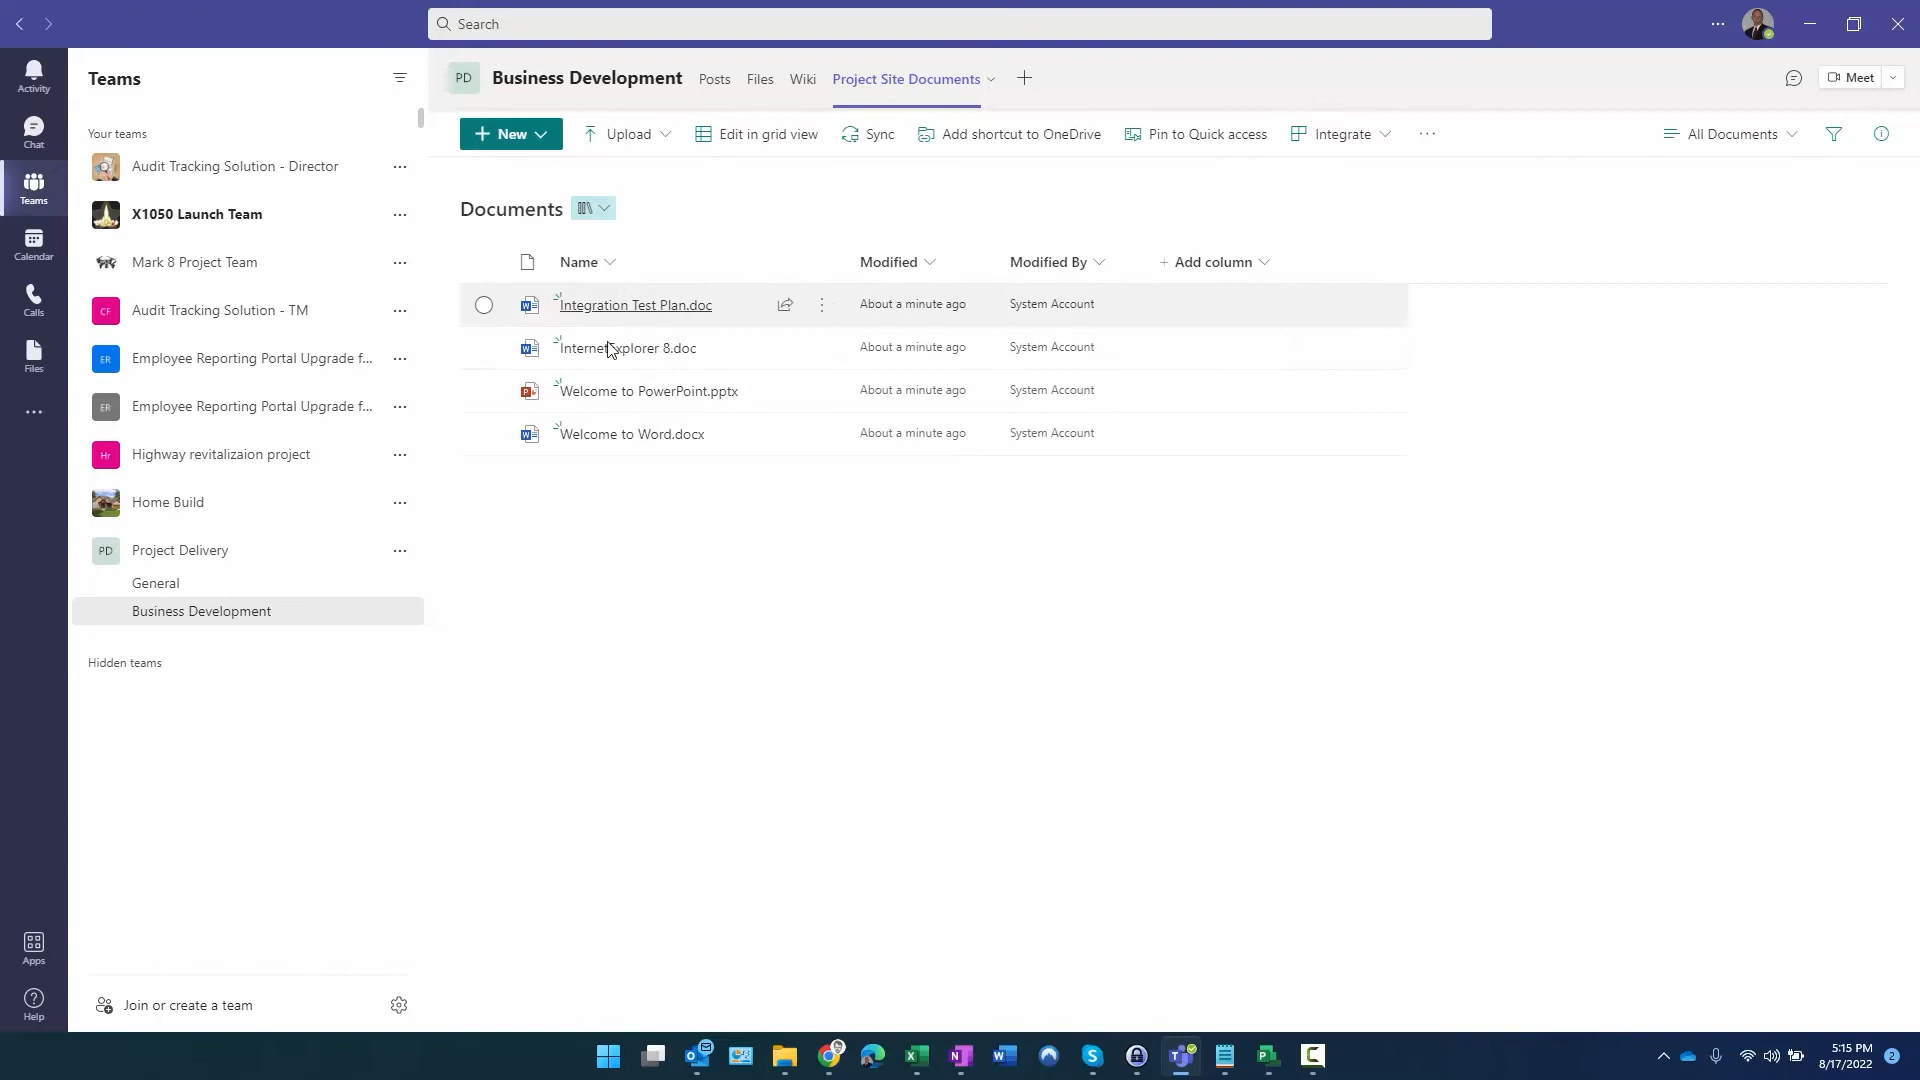 Search
Activity
Chat
Teams
Calendar
Calls
Files
Apps
Help
Teams
Your teams
Audit Tracking Solution - Director
X1050 Launch Team
Mark 8 Project Team
CF Audit Tracking Solution - TM
ER Employee Reporting Portal Upgrade f...
ER Employee Reporting Portal Upgrade f...
Hr Highway revitalizaion project
Home Build
PD Project Delivery
General
Business Development
Hidden teams
Join or create a team
PD Business Development Posts Files Wiki Project Site Documents Meet
New Upload Edit in grid view Sync Add shortcut to OneDrive Pin to Quick access Integrate All Documents
Documents
Name Modified Modified By Add column
Integration Test Plan.doc About a minute ago System Account
Internet Explorer 8.doc About a minute ago System Account
Welcome to PowerPoint.pptx About a minute ago System Account
Welcome to Word.docx About a minute ago System Account
5:15 PM
8/17/2022
2